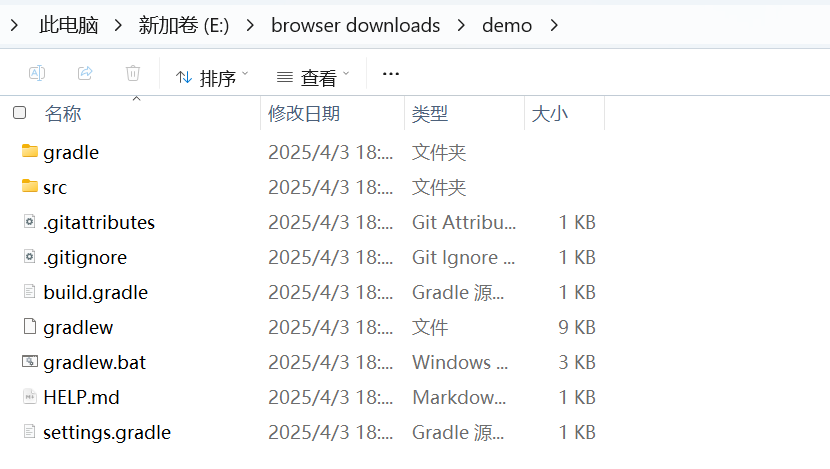 此电脑 新加卷 (E:) browser downloads demo
排序 查看 ...
名称 修改日期 类型 大小
gradle 2025/4/3 18:... 文件夹
src 2025/4/3 18:... 文件夹
.gitattributes 2025/4/3 18:... Git Attribu... 1 KB
.gitignore 2025/4/3 18:... Git Ignore ... 1 KB
build.gradle 2025/4/3 18:... Gradle 源... 1 KB
gradlew 2025/4/3 18:... 文件 9 KB
gradlew.bat 2025/4/3 18:... Windows ... 3 KB
HELP.md 2025/4/3 18:... Markdow... 1 KB
settings.gradle 2025/4/3 18:... Gradle 源... 1 KB